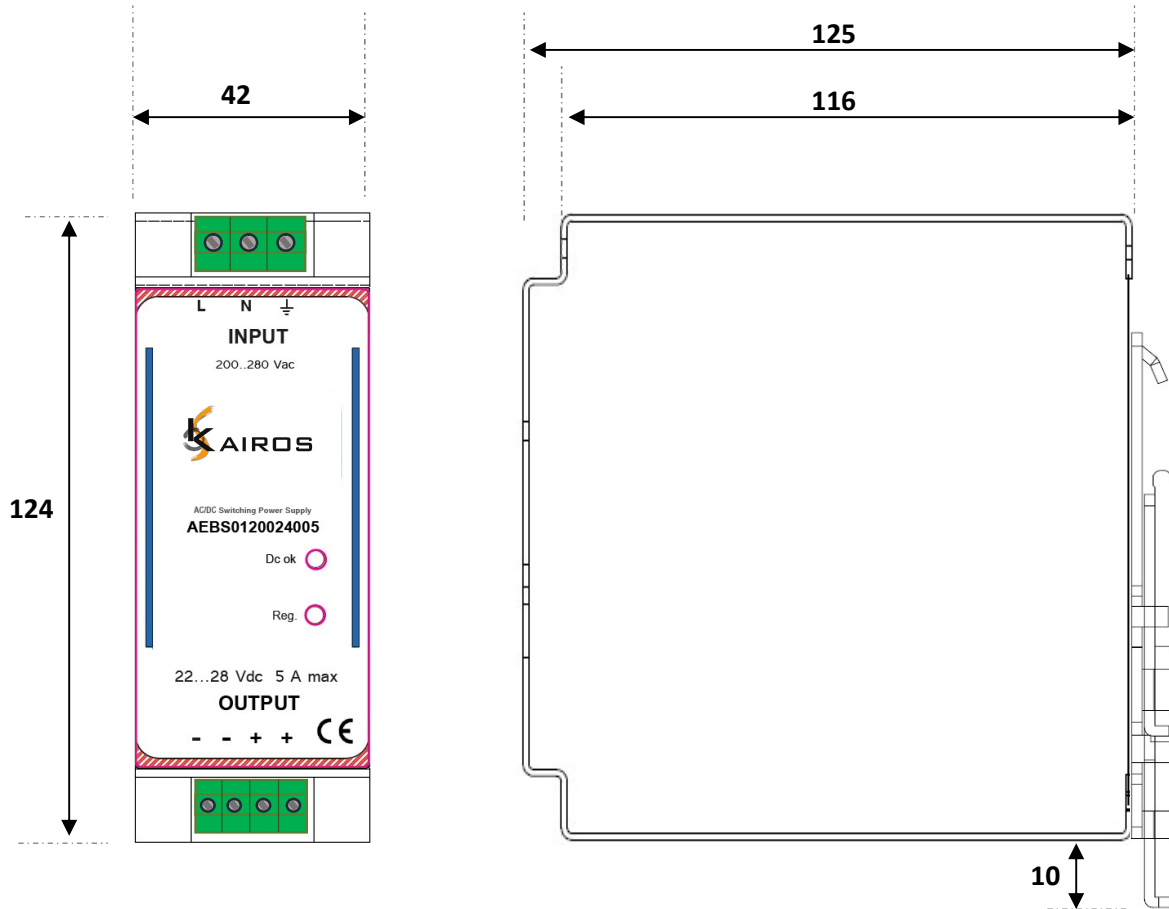 125
116
42
L N
INPUT
200..280 Vac
KAIROS
124
AC/DC Switching Power Supply
AEBS0120024005
Dc ok
Reg.
22...28 Vdc 5 A max
OUTPUT
- - + + CE
10